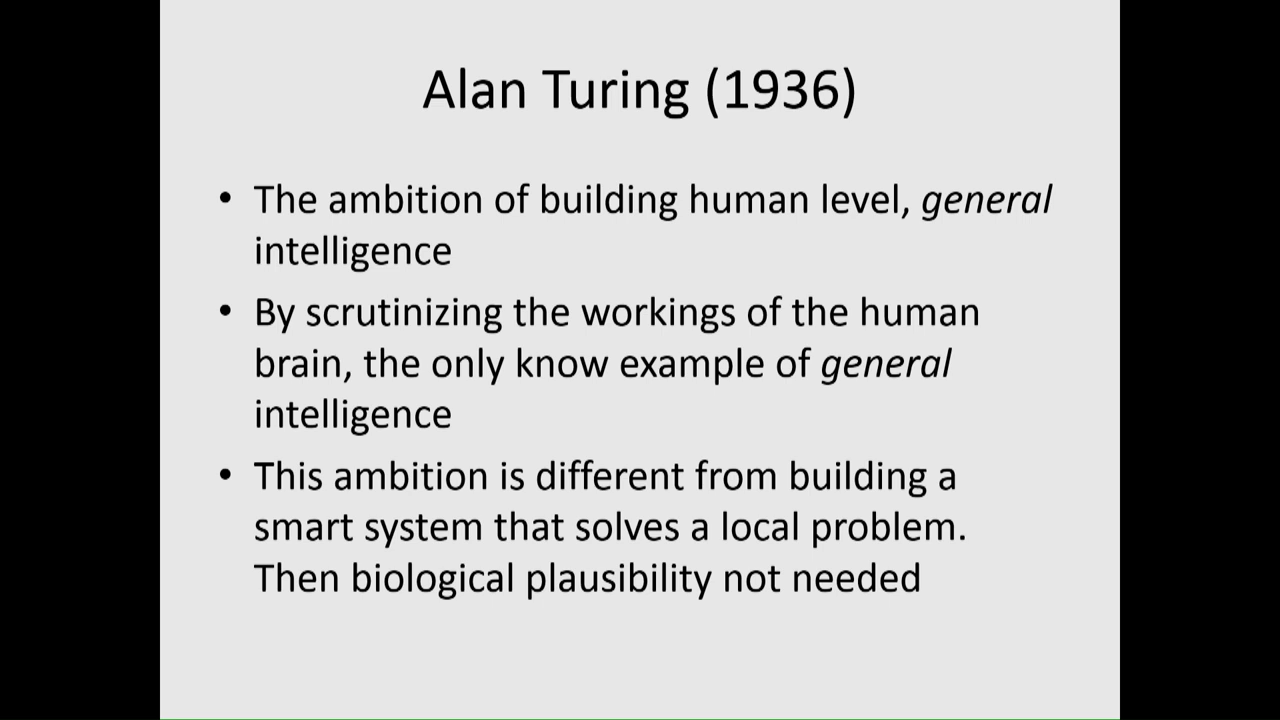 Alan Turing (1936)
• The ambition of building human level, general
intelligence
• By scrutinizing the workings of the human
brain, the only know example of general
intelligence
• This ambition is different from building a
smart system that solves a local problem.
Then biological plausibility not needed